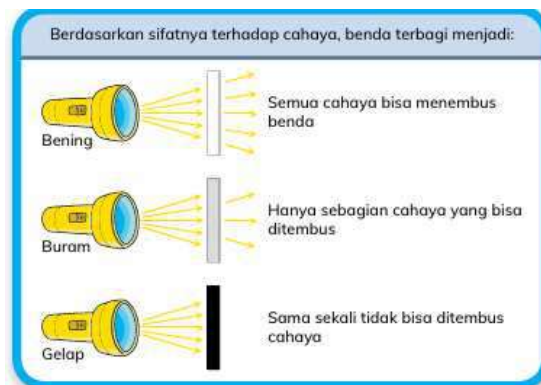 Berdasarkan sifatnya terhadap cahaya, benda terbagi menjadi:
Bening
Semua cahaya bisa menembus
benda
Buram
Hanya sebagian cahaya yang bisa
ditembus
Gelap
Sama sekali tidak bisa ditembus
cahaya